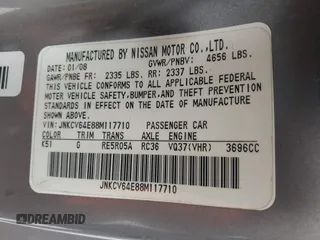 MANUFACTURED BY NISSAN MOTOR CO.,LTD.
DATE: 01/08 GVWR/PNBV: 4656 LBS.
GAWR/PNBE FR: 2335 LBS. RR: 2337 LBS.
THIS VEHICLE CONFORMS TO ALL APPLICABLE FEDERAL
MOTOR VEHICLE SAFETY, BUMPER, AND THEFT PREVENTION
STANDARDS IN EFFECT ON THE DATE OF MANUFACTURE
SHOWN ABOVE.
VIN: JNKCV64E88M117710 PASSENGER CAR
COLOR TRIM TRANS AXLE ENGINE
K51 G RE5R05A RC36 VQ37(VHR) 3696CC
JNKCV64E88M117710
DREAMBID